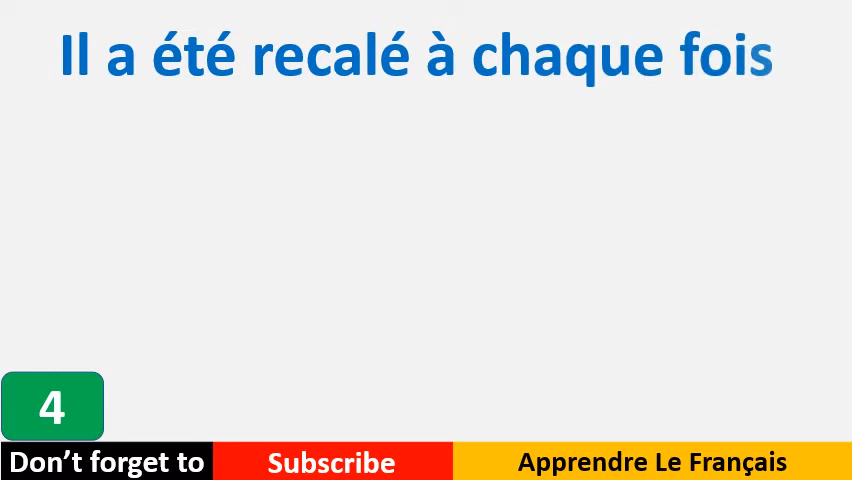 Il a été recalé à chaque fois
4
Don’t forget to Subscribe Apprendre Le Français